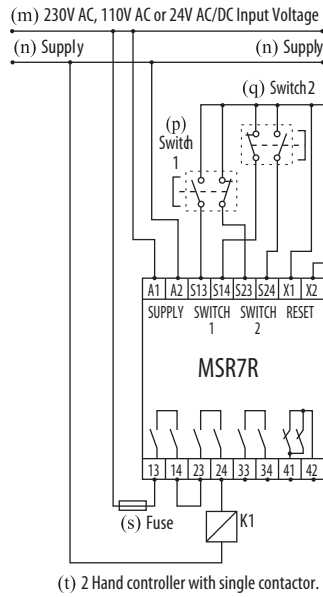 (m) 230V AC, 110V AC or 24V AC/DC Input Voltage
(n) Supply (n) Supply
(q) Switch2
(p)
Switch
1
A1 A2 S13 S14 S23 S24 X1 X2
SUPPLY SWITCH 1 SWITCH 2 RESET
MSR7R
13 14 23 24 33 34 41 42
(s) Fuse
K1
(t) 2 Hand controller with single contactor.